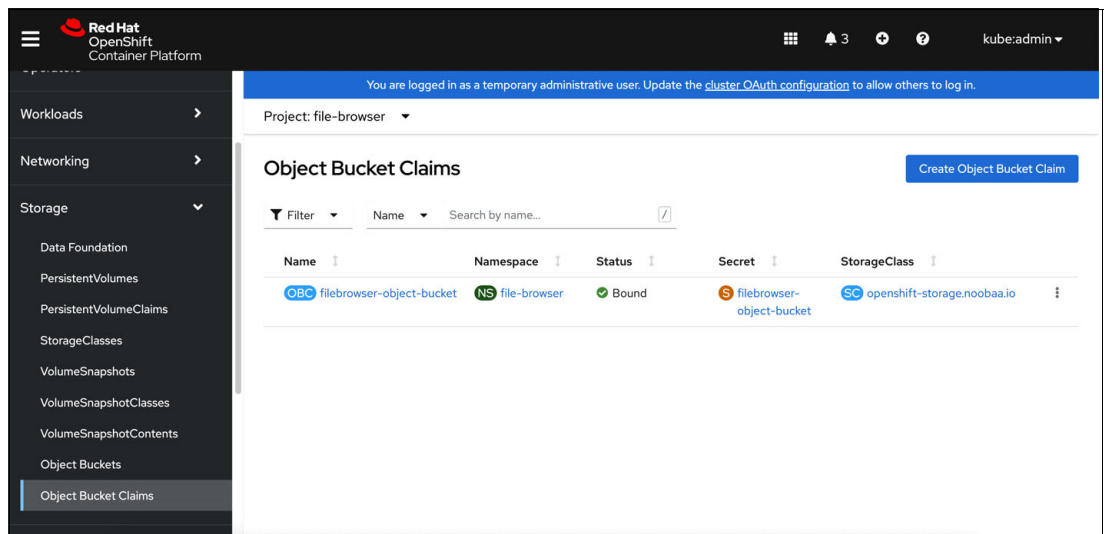 Red Hat
OpenShift
Container Platform
3
kube:admin
You are logged in as a temporary administrative user. Update the cluster OAuth configuration to allow others to log in.
Operators
Workloads
Networking
Storage
Data Foundation
PersistentVolumes
PersistentVolumeClaims
StorageClasses
VolumeSnapshots
VolumeSnapshotClasses
VolumeSnapshotContents
Object Buckets
Object Bucket Claims
Project: file-browser
Object Bucket Claims
Create Object Bucket Claim
Filter
Name
Search by name...
/
Name Namespace Status Secret StorageClass
OBC filebrowser-object-bucket NS file-browser Bound S filebrowser- SC openshift-storage.noobaa.io
object-bucket